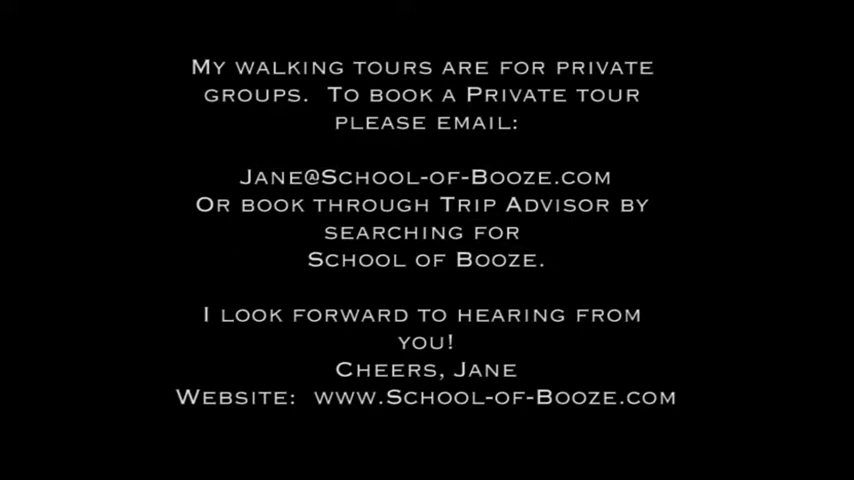 My walking tours are for private
groups.  To book a Private tour
please email:
Jane@School-of-Booze.com
Or book through Trip Advisor by
searching for
School of Booze.
I look forward to hearing from
you!
Cheers, Jane
Website:  www.School-of-Booze.com